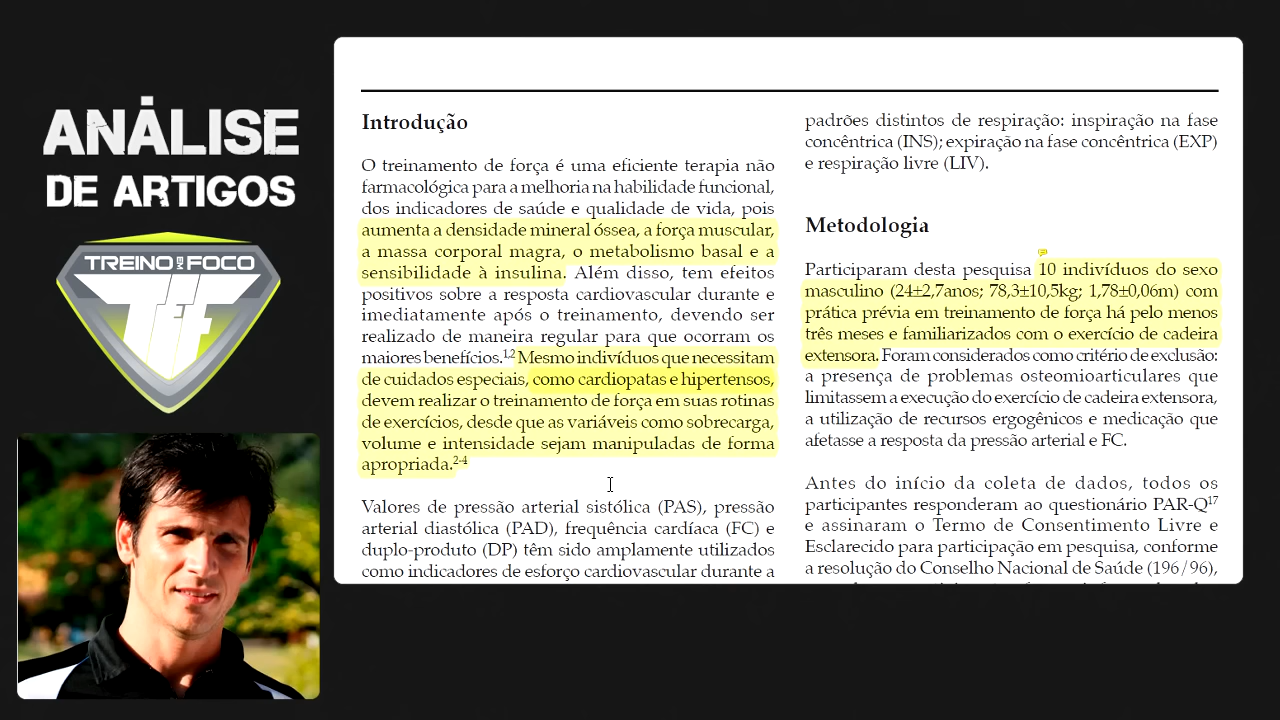 ANÁLISE
DE ARTIGOS
TREINO EM FOCO
TEF
Introdução
O treinamento de força é uma eficiente terapia não
farmacológica para a melhoria na habilidade funcional,
dos indicadores de saúde e qualidade de vida, pois
aumenta a densidade mineral óssea, a força muscular,
a massa corporal magra, o metabolismo basal e a
sensibilidade à insulina. Além disso, tem efeitos
positivos sobre a resposta cardiovascular durante e
imediatamente após o treinamento, devendo ser
realizado de maneira regular para que ocorram os
maiores benefícios.1,2 Mesmo indivíduos que necessitam
de cuidados especiais, como cardiopatas e hipertensos,
devem realizar o treinamento de força em suas rotinas
de exercícios, desde que as variáveis como sobrecarga,
volume e intensidade sejam manipuladas de forma
apropriada.2-4
Valores de pressão arterial sistólica (PAS), pressão
arterial diastólica (PAD), frequência cardíaca (FC) e
duplo-produto (DP) têm sido amplamente utilizados
como indicadores de esforço cardiovascular durante a
padrões distintos de respiração: inspiração na fase
concêntrica (INS); expiração na fase concêntrica (EXP)
e respiração livre (LIV).
Metodologia
Participaram desta pesquisa 10 indivíduos do sexo
masculino (24±2,7anos; 78,3±10,5kg; 1,78±0,06m) com
prática prévia em treinamento de força há pelo menos
três meses e familiarizados com o exercício de cadeira
extensora. Foram considerados como critério de exclusão:
a presença de problemas osteomioarticulares que
limitassem a execução do exercício de cadeira extensora,
a utilização de recursos ergogênicos e medicação que
afetasse a resposta da pressão arterial e FC.
Antes do início da coleta de dados, todos os
participantes responderam ao questionário PAR-Q17
e assinaram o Termo de Consentimento Livre e
Esclarecido para participação em pesquisa, conforme
a resolução do Conselho Nacional de Saúde (196/96),